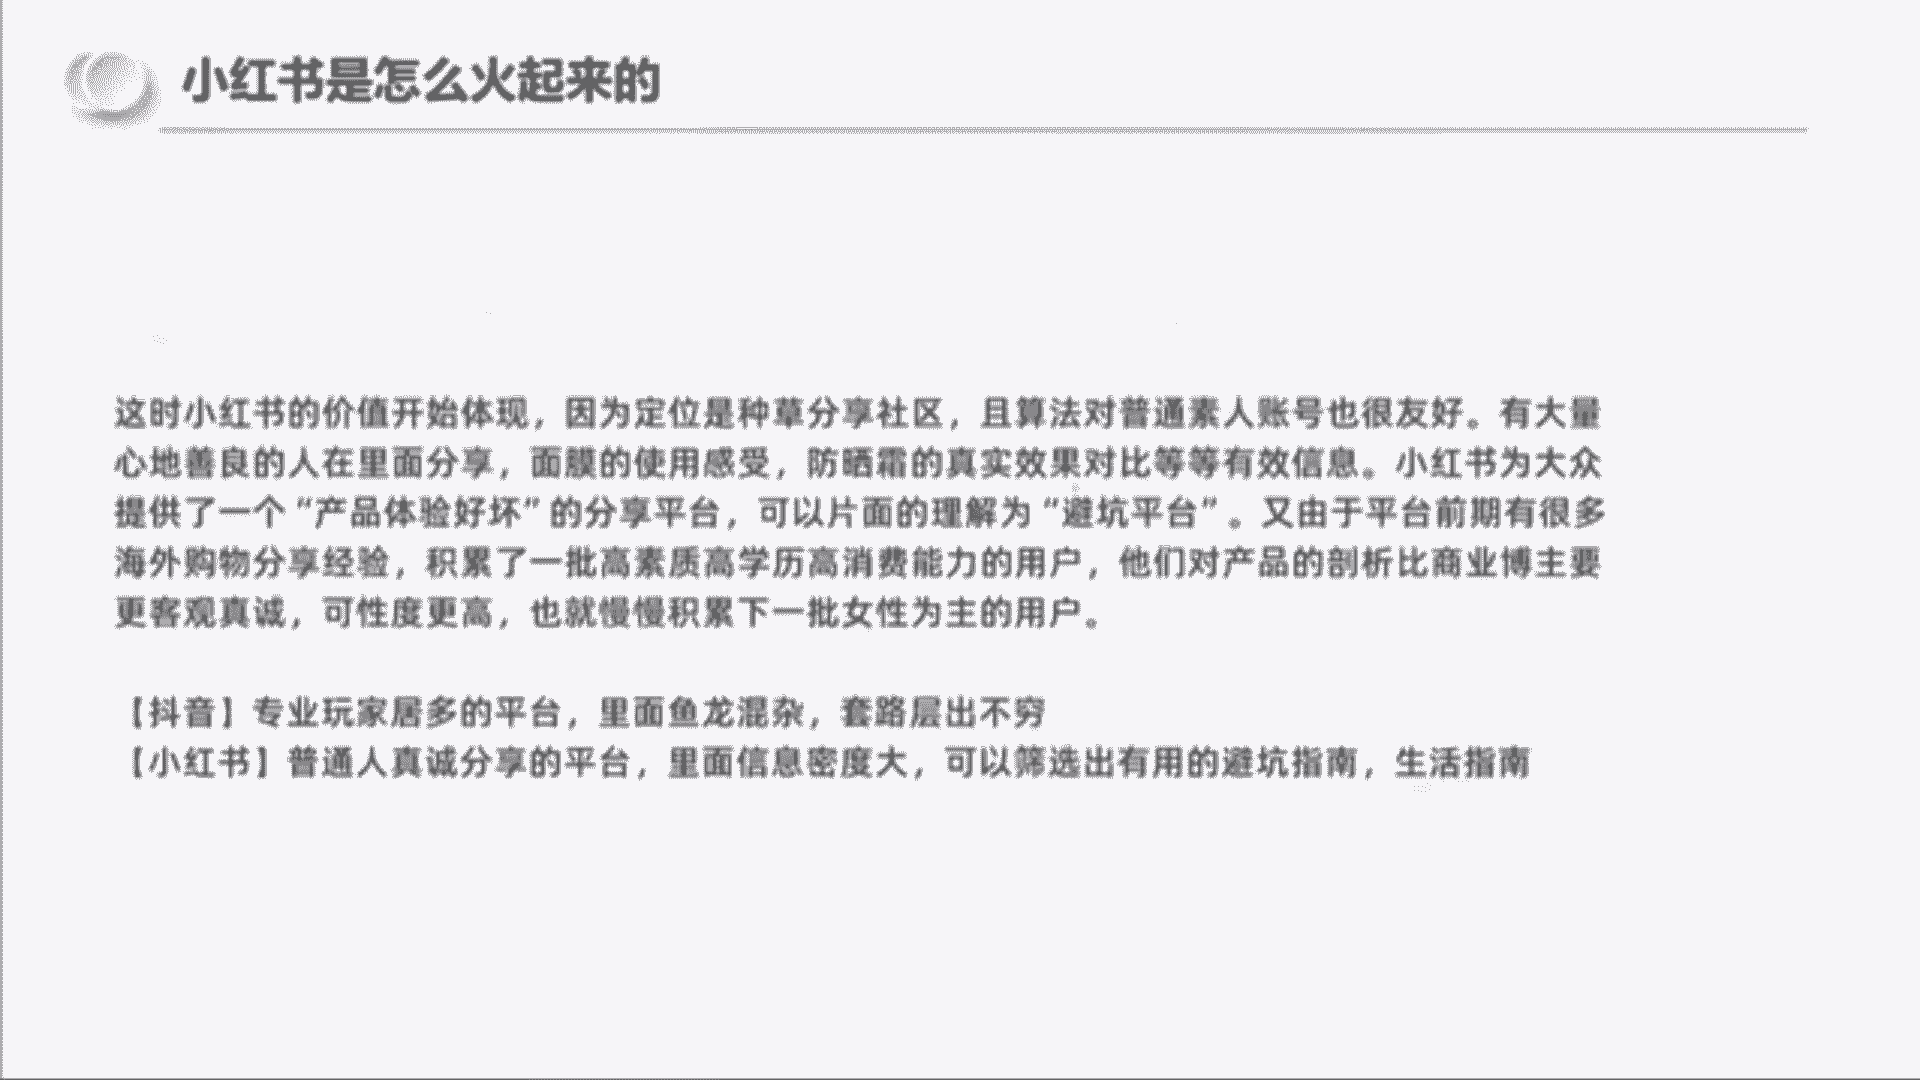 小红书是怎么火起来的
这时小红书的价值开始体现，因为定位是种草分享社区，且算法对普通素人账号也很友好。有大量
心地善良的人在里面分享，面膜的使用感受，防晒霜的真实效果对比等等有效信息。小红书为大众
提供了一个“产品体验好坏”的分享平台，可以片面的理解为“避坑平台”。又由于平台前期有很多
海外购物分享经验，积累了一批高素质高学历高消费能力的用户，他们对产品的剖析比商业博主要
更客观真诚，可性度更高，也就慢慢积累下一批女性为主的用户。
【抖音】专业玩家居多的平台，里面鱼龙混杂，套路层出不穷
【小红书】普通人真诚分享的平台，里面信息密度大，可以筛选出有用的避坑指南，生活指南